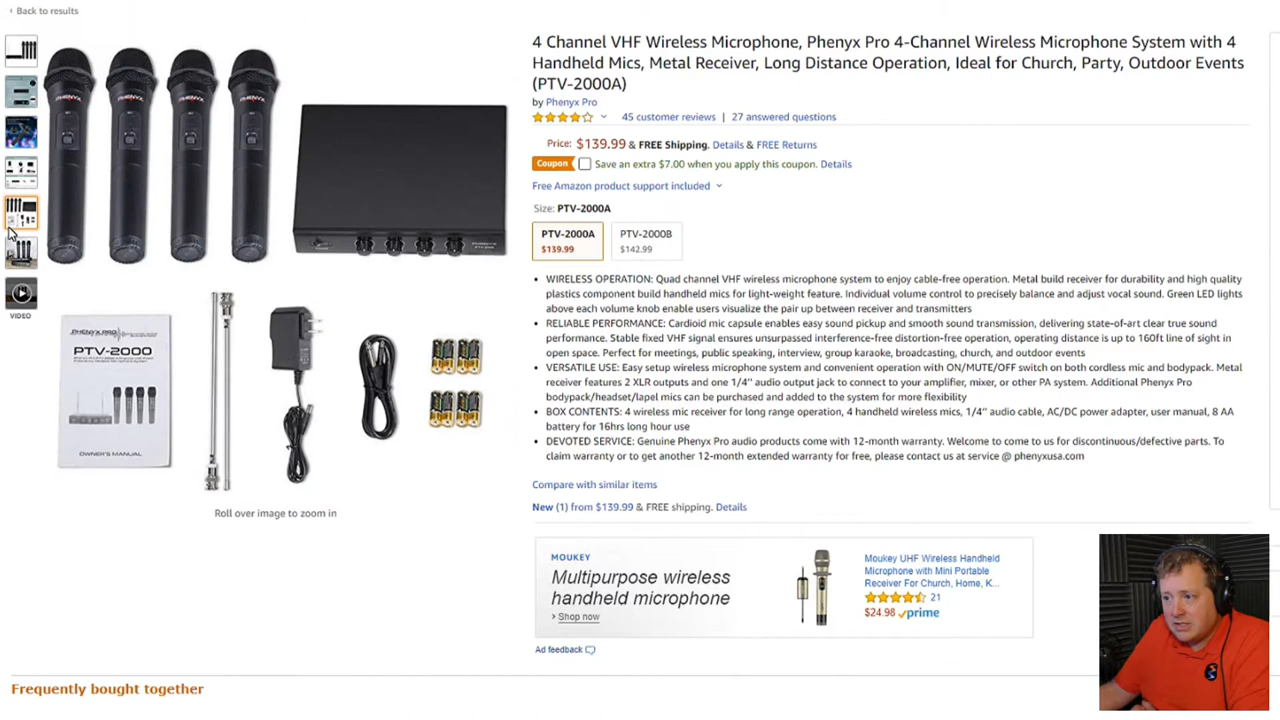 ‹ Back to results
4 Channel VHF Wireless Microphone, Phenyx Pro 4-Channel Wireless Microphone System with 4
Handheld Mics, Metal Receiver, Long Distance Operation, Ideal for Church, Party, Outdoor Events
(PTV-2000A)
by Phenyx Pro
45 customer reviews | 27 answered questions
Price: $139.99 & FREE Shipping. Details & FREE Returns
Coupon Save an extra $7.00 when you apply this coupon. Details
Free Amazon product support included
Size: PTV-2000A
PTV-2000A PTV-2000B
$139.99 $142.99
• WIRELESS OPERATION: Quad channel VHF wireless microphone system to enjoy cable-free operation. Metal build receiver for durability and high quality
plastics component build handheld mics for light-weight feature. Individual volume control to precisely balance and adjust vocal sound. Green LED lights
above each volume knob enable users visualize the pair up between receiver and transmitters
• RELIABLE PERFORMANCE: Cardioid mic capsule enables easy sound pickup and smooth sound transmission, delivering state-of-art clear true sound
performance. Stable fixed VHF signal ensures unsurpassed interference-free distortion-free operation, operating distance is up to 160ft line of sight in
open space. Perfect for meetings, public speaking, interview, group karaoke, broadcasting, church, and outdoor events
• VERSATILE USE: Easy setup wireless microphone system and convenient operation with ON/MUTE/OFF switch on both cordless mic and bodypack. Metal
receiver features 2 XLR outputs and one 1/4’’ audio output jack to connect to your amplifier, mixer, or other PA system. Additional Phenyx Pro
bodypack/headset/lapel mics can be purchased and added to the system for more flexibility
• BOX CONTENTS: 4 wireless mic receiver for long range operation, 4 handheld wireless mics, 1/4’’ audio cable, AC/DC power adapter, user manual, 8 AA
battery for 16hrs long hour use
• DEVOTED SERVICE: Genuine Phenyx Pro audio products come with 12-month warranty. Welcome to come to us for discontinuous/defective parts. To
claim warranty or to get another 12-month extended warranty for free, please contact us at service @ phenyxusa.com
Compare with similar items
New (1) from $139.99 & FREE shipping. Details
PHENYX PHENYX PHENYX PHENYX
VIDEO
PHENYX PRO
PTV-2000
OWNER'S MANUAL
Roll over image to zoom in
MOUKEY
Multipurpose wireless
handheld microphone
› Shop now
Moukey UHF Wireless Handheld
Microphone with Mini Portable
Receiver For Church, Home, K...
21
$24.98 prime
Ad feedback
Frequently bought together